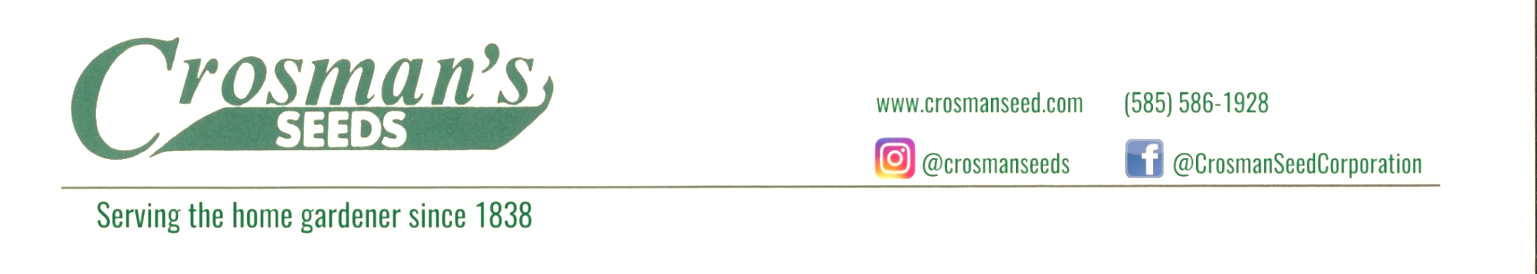 Crosman's
SEEDS
www.crosmanseed.com (585) 586-1928
@crosmanseeds @CrosmanSeedCorporation
Serving the home gardener since 1838